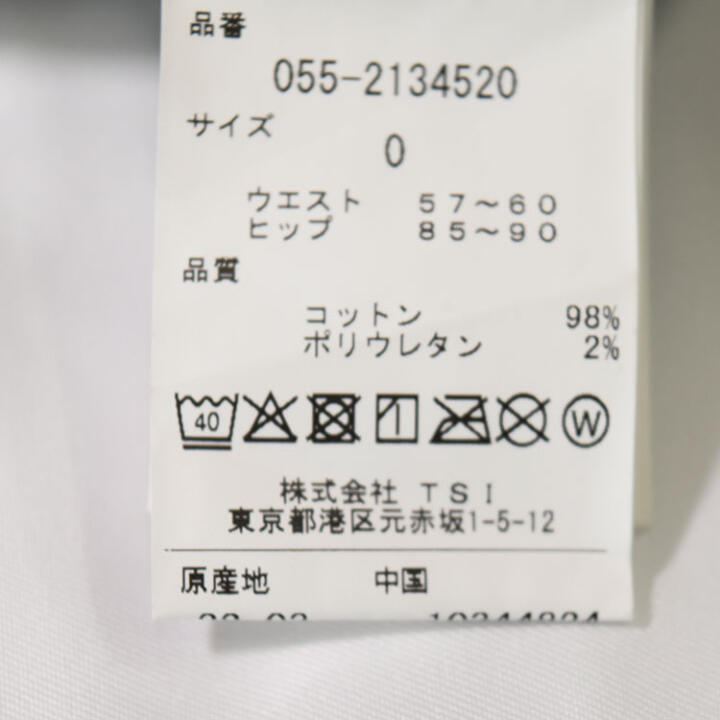 品番
055-2134520
サイズ
0
ウエスト 57～60
ヒップ 85～90
品質
コットン 98%
ポリウレタン 2%
40
W
株式会社 TSI
東京都港区元赤坂1-5-12
原産地 中国